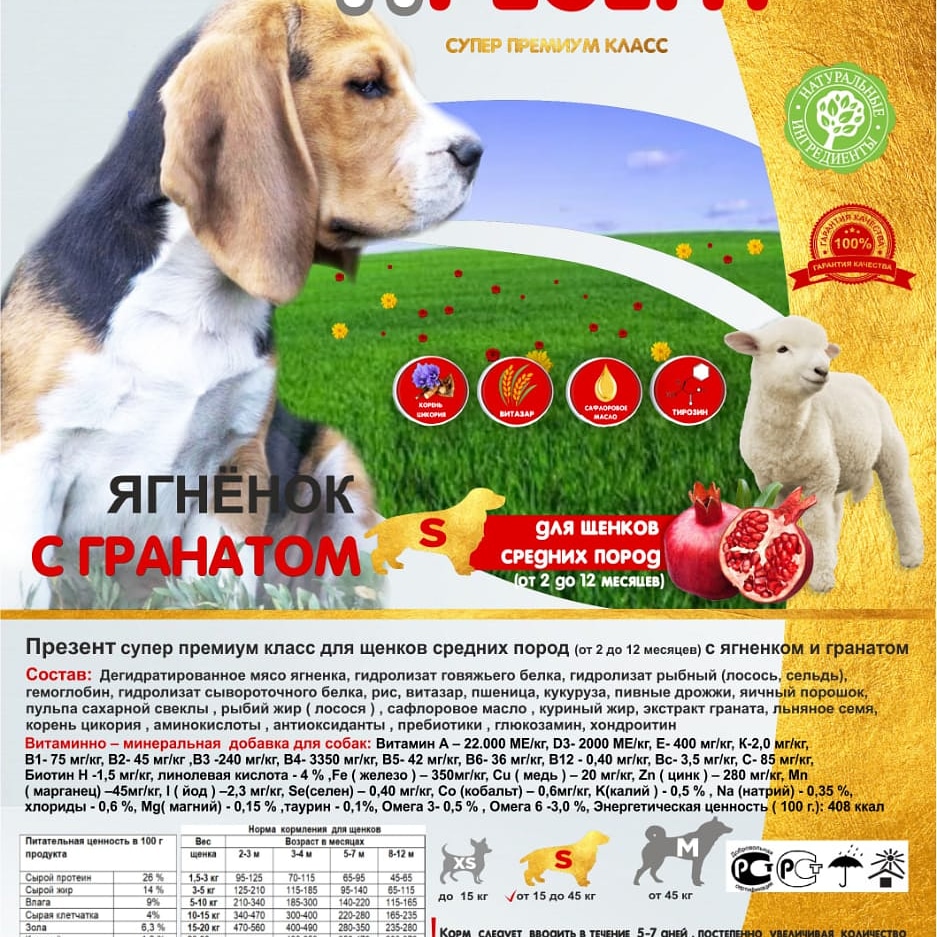 СУПЕР ПРЕМИУМ КЛАСС
НАТУРАЛЬНЫЕ
ИНГРЕДИЕНТЫ
ГАРАНТИЯ КАЧЕСТВА
100%
ГАРАНТИЯ КАЧЕСТВА
КОРЕНЬ
ЦИКОРИЯ
ВИТАЗАР
САФЛОРОВОЕ
МАСЛО
ТИРОЗИН
ЯГНЁНОК
С ГРАНАТОМ
S
ДЛЯ ЩЕНКОВ
СРЕДНИХ ПОРОД
(ОТ 2 ДО 12 МЕСЯЦЕВ)
Презент супер премиум класс для щенков средних пород (от 2 до 12 месяцев) с ягненком и гранатом
Состав: Дегидратированное мясо ягненка, гидролизат говяжьего белка, гидролизат рыбный (лосось, сельдь),
гемоглобин, гидролизат сывороточного белка, рис, витазар, пшеница, кукуруза, пивные дрожжи, яичный порошок,
пульпа сахарной свеклы , рыбий жир ( лосося ) , сафлоровое масло , куриный жир, экстракт граната, льняное семя,
корень цикория , аминокислоты , антиоксиданты , пребиотики , глюкозамин, хондроитин
Витаминно – минеральная добавка для собак: Витамин А – 22.000 МЕ/кг, D3- 2000 МЕ/кг, Е- 400 мг/кг, К-2,0 мг/кг,
В1- 75 мг/кг, В2- 45 мг/кг ,В3 -240 мг/кг, В4- 3350 мг/кг, В5- 42 мг/кг, В6- 36 мг/кг, В12 - 0,40 мг/кг, Вс- 3,5 мг/кг, С- 85 мг/кг,
Биотин Н -1,5 мг/кг, линолевая кислота - 4 % ,Fe ( железо ) – 350мг/кг, Cu ( медь ) – 20 мг/кг, Zn ( цинк ) – 280 мг/кг, Mn
( марганец ) –45мг/кг, I ( йод ) –2,3 мг/кг, Se(селен) – 0,40 мг/кг, Co (кобальт) – 0,6мг/кг, K(калий ) - 0,5 % , Na (натрий) - 0,35 %,
хлориды - 0,6 %, Mg( магний) - 0,15 % ,таурин - 0,1%, Омега 3- 0,5 % , Омега 6 -3,0 %, Энергетическая ценность ( 100 г.): 408 ккал
Питательная ценность в 100 г
продукта
Сырой протеин 26 %
Сырой жир 14 %
Влага 9%
Сырая клетчатка 4%
Зола 6,3 %
Норма кормления для щенков
Вес щенка Возраст в месяцах
2-3 м 3-4 м 5-7 м 8-12 м
1,5-3 кг 95-125 70-115 65-95 45-65
3-5 кг 125-210 115-185 95-140 65-115
5-10 кг 210-340 185-300 140-220 115-165
10-15 кг 340-470 300-400 220-280 165-235
15-20 кг 470-560 400-490 280-350 235-280
XS
до 15 кг
S
от 15 до 45 кг
M
от 45 кг
Добровольная
РСТ
сертификация
РСТ
! Корм следует вводить в течение 5-7 дней , постепенно увеличивая количество